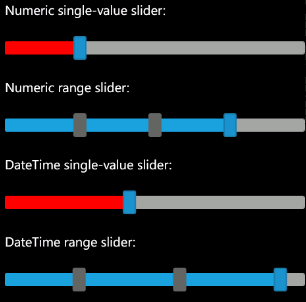 Numeric single-value slider:
Numeric range slider:
DateTime single-value slider:
DateTime range slider: